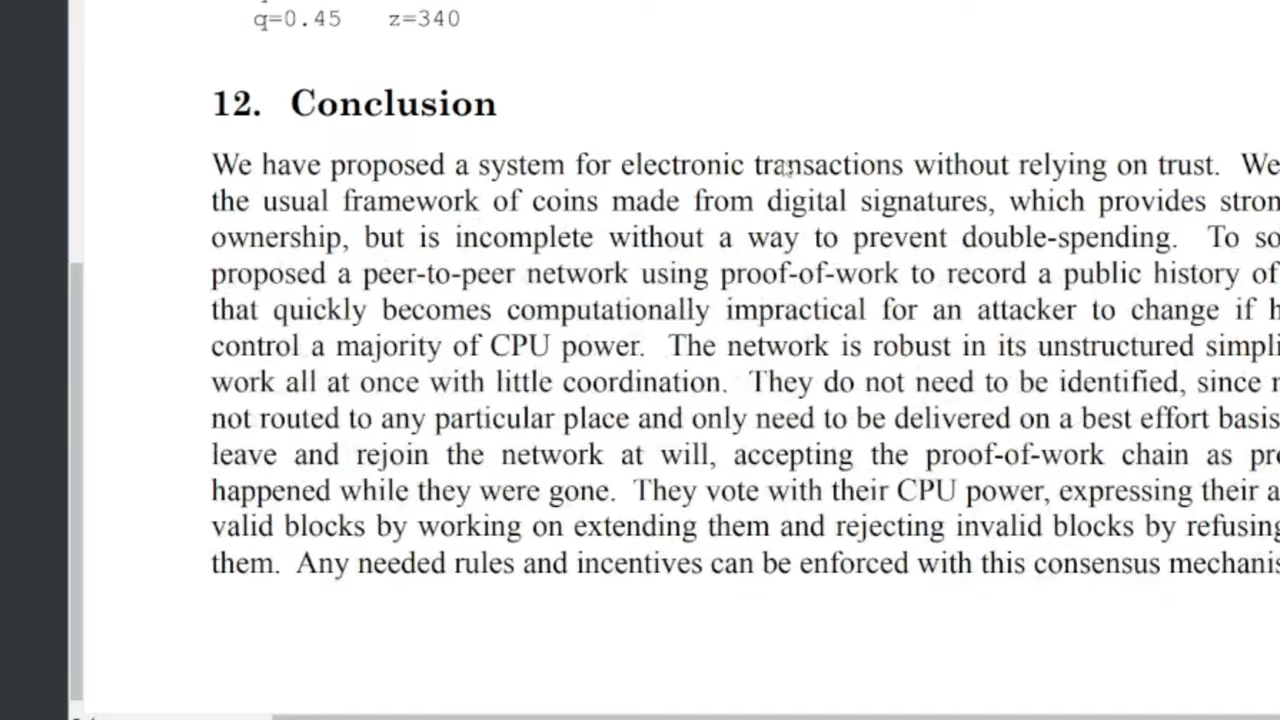 q=0.45 z=340
12. Conclusion
We have proposed a system for electronic transactions without relying on trust. We
the usual framework of coins made from digital signatures, which provides stron
ownership, but is incomplete without a way to prevent double-spending. To so
proposed a peer-to-peer network using proof-of-work to record a public history of
that quickly becomes computationally impractical for an attacker to change if h
control a majority of CPU power. The network is robust in its unstructured simpli
work all at once with little coordination. They do not need to be identified, since
not routed to any particular place and only need to be delivered on a best effort basis
leave and rejoin the network at will, accepting the proof-of-work chain as pro
happened while they were gone. They vote with their CPU power, expressing their a
valid blocks by working on extending them and rejecting invalid blocks by refusing
them. Any needed rules and incentives can be enforced with this consensus mechanis